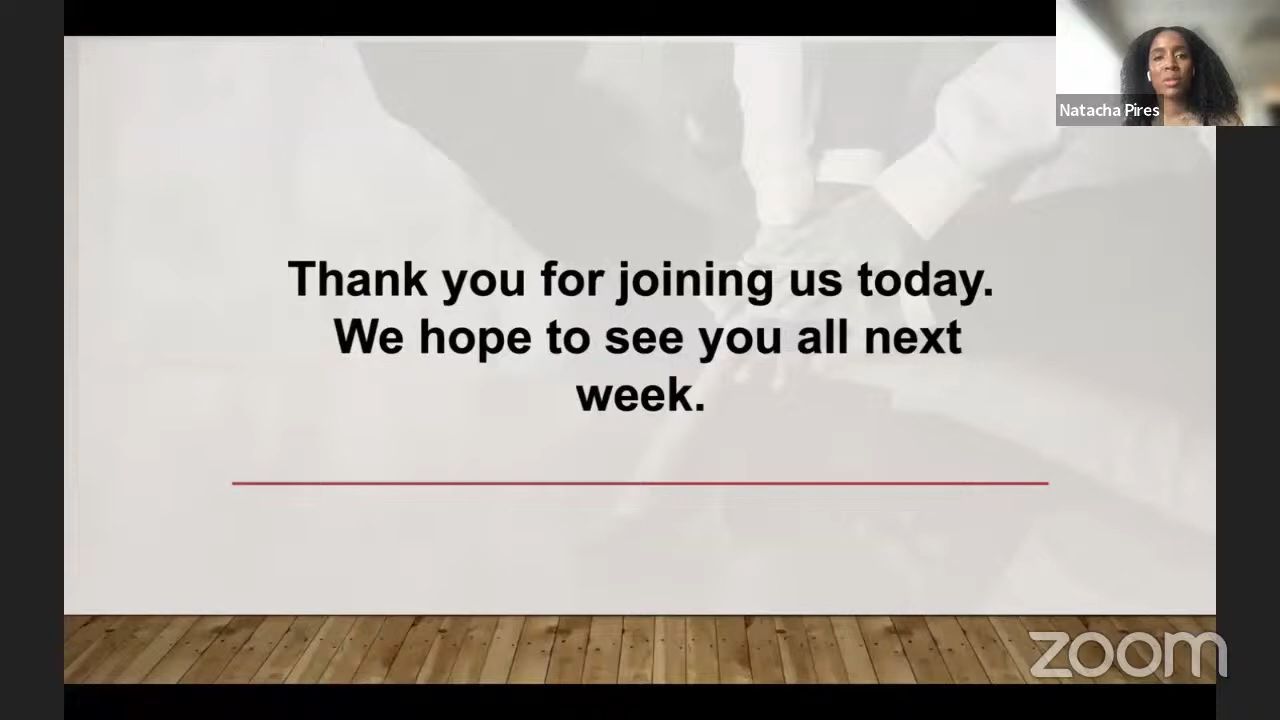 Natacha Pires
Thank you for joining us today.
We hope to see you all next
week.
zoom